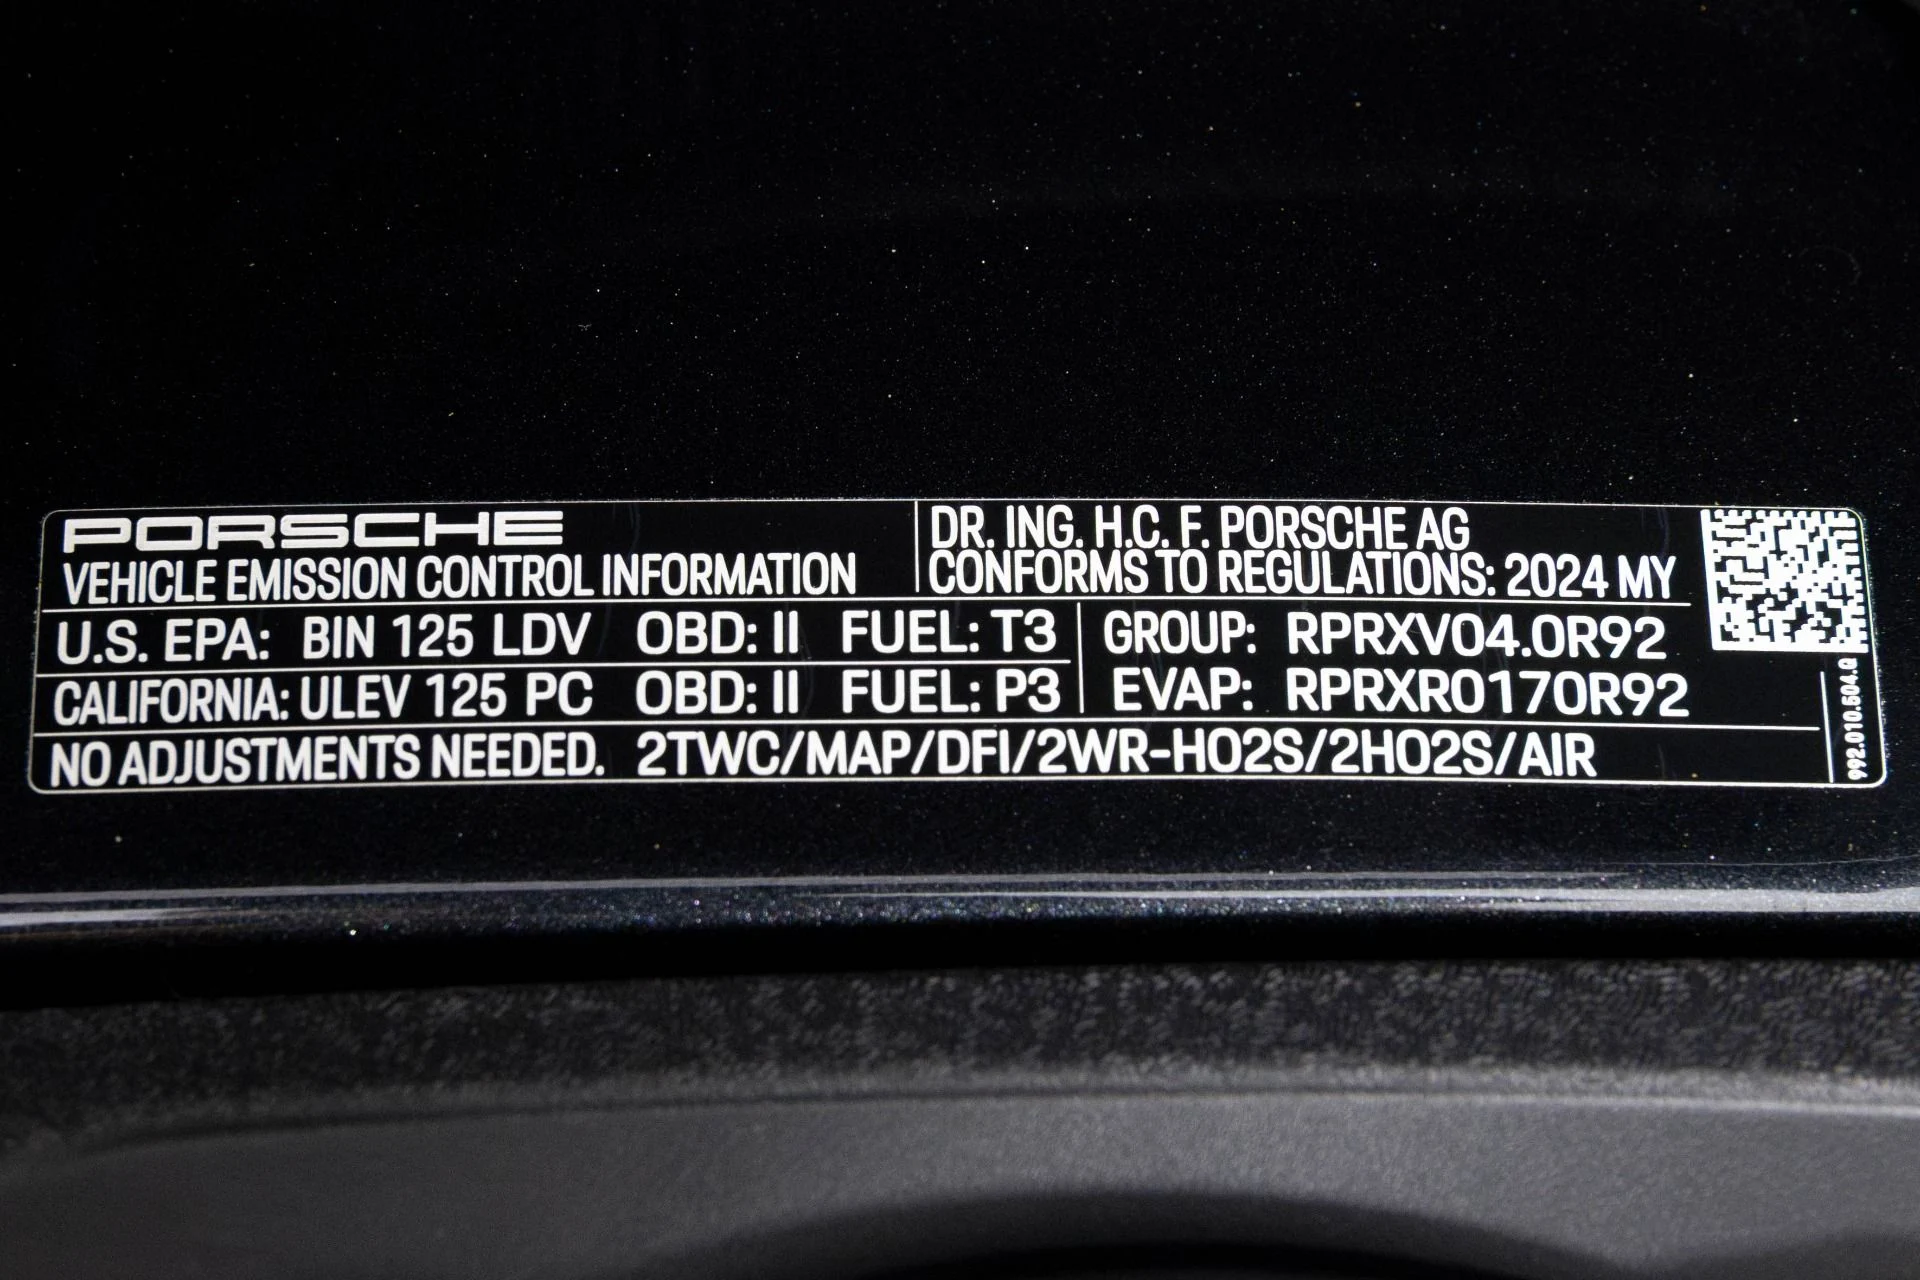 PORSCHE
VEHICLE EMISSION CONTROL INFORMATION
DR. ING. H.C. F. PORSCHE AG
CONFORMS TO REGULATIONS: 2024 MY
U.S. EPA: BIN 125 LDV OBD: II FUEL: T3
CALIFORNIA: ULEV 125 PC OBD: II FUEL: P3
GROUP: RPRXV04.0R92
EVAP: RPRXR0170R92
NO ADJUSTMENTS NEEDED. 2TWC/MAP/DFI/2WR-HO2S/2HO2S/AIR
992.010.504.Q